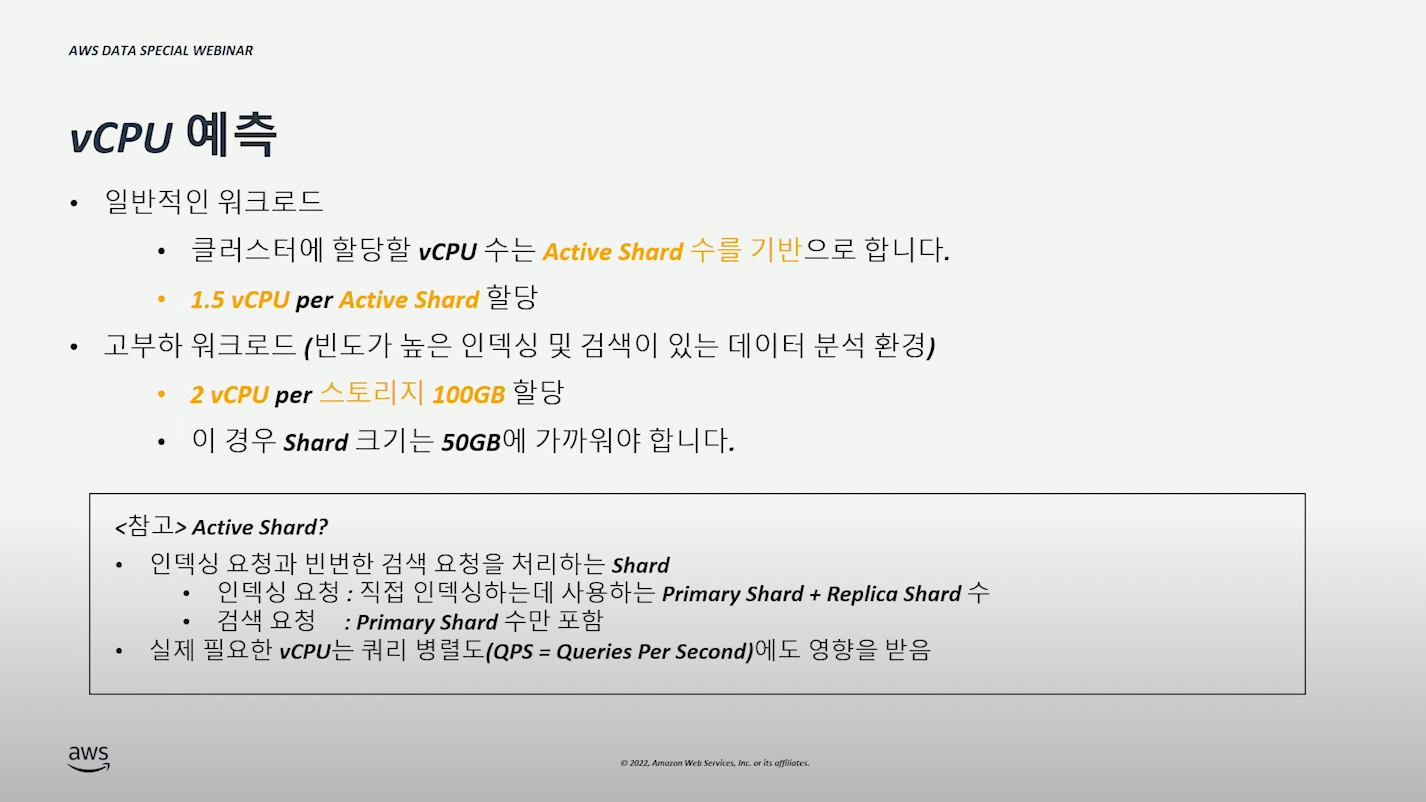 AWS DATA SPECIAL WEBINAR
vCPU 예측
• 일반적인 워크로드
• 클러스터에 할당할 vCPU 수는 Active Shard 수를 기반으로 합니다.
• 1.5 vCPU per Active Shard 할당
• 고부하 워크로드 (빈도가 높은 인덱싱 및 검색이 있는 데이터 분석 환경)
• 2 vCPU per 스토리지 100GB 할당
• 이 경우 Shard 크기는 50GB에 가까워야 합니다.
<참고> Active Shard?
• 인덱싱 요청과 빈번한 검색 요청을 처리하는 Shard
• 인덱싱 요청 : 직접 인덱싱하는데 사용하는 Primary Shard + Replica Shard 수
• 검색 요청 : Primary Shard 수만 포함
• 실제 필요한 vCPU는 쿼리 병렬도(QPS = Queries Per Second)에도 영향을 받음
aws
© 2022, Amazon Web Services, Inc. or its affiliates.